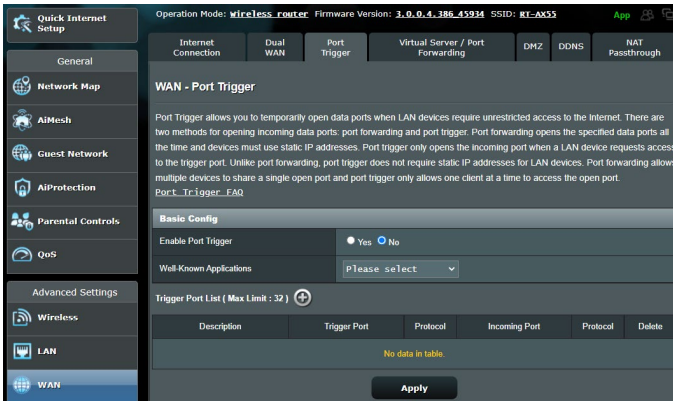 Quick Internet
Setup
Operation Mode: Wireless router Firmware Version: 3.0.0.4.386_45934 SSID: RT-AX55
App
General
Network Map
AiMesh
Guest Network
AiProtection
Parental Controls
QoS
Advanced Settings
Wireless
LAN
WAN
Internet
Connection
Dual
WAN
Port
Trigger
Virtual Server / Port
Forwarding
DMZ
DDNS
NAT
Passthrough
WAN - Port Trigger
Port Trigger allows you to temporarily open data ports when LAN devices require unrestricted access to the Internet. There are
two methods for opening incoming data ports: port forwarding and port trigger. Port forwarding opens the specified data ports all
the time and devices must use static IP addresses. Port trigger only opens the incoming port when a LAN device requests access
to the trigger port. Unlike port forwarding, port trigger does not require static IP addresses for LAN devices. Port forwarding allows
multiple devices to share a single open port and port trigger only allows one client at a time to access the open port.
Port Trigger FAQ
Basic Config
Enable Port Trigger Yes No
Well-Known Applications Please select
Trigger Port List ( Max Limit : 32 )
Description Trigger Port Protocol Incoming Port Protocol Delete
No data in table.
Apply